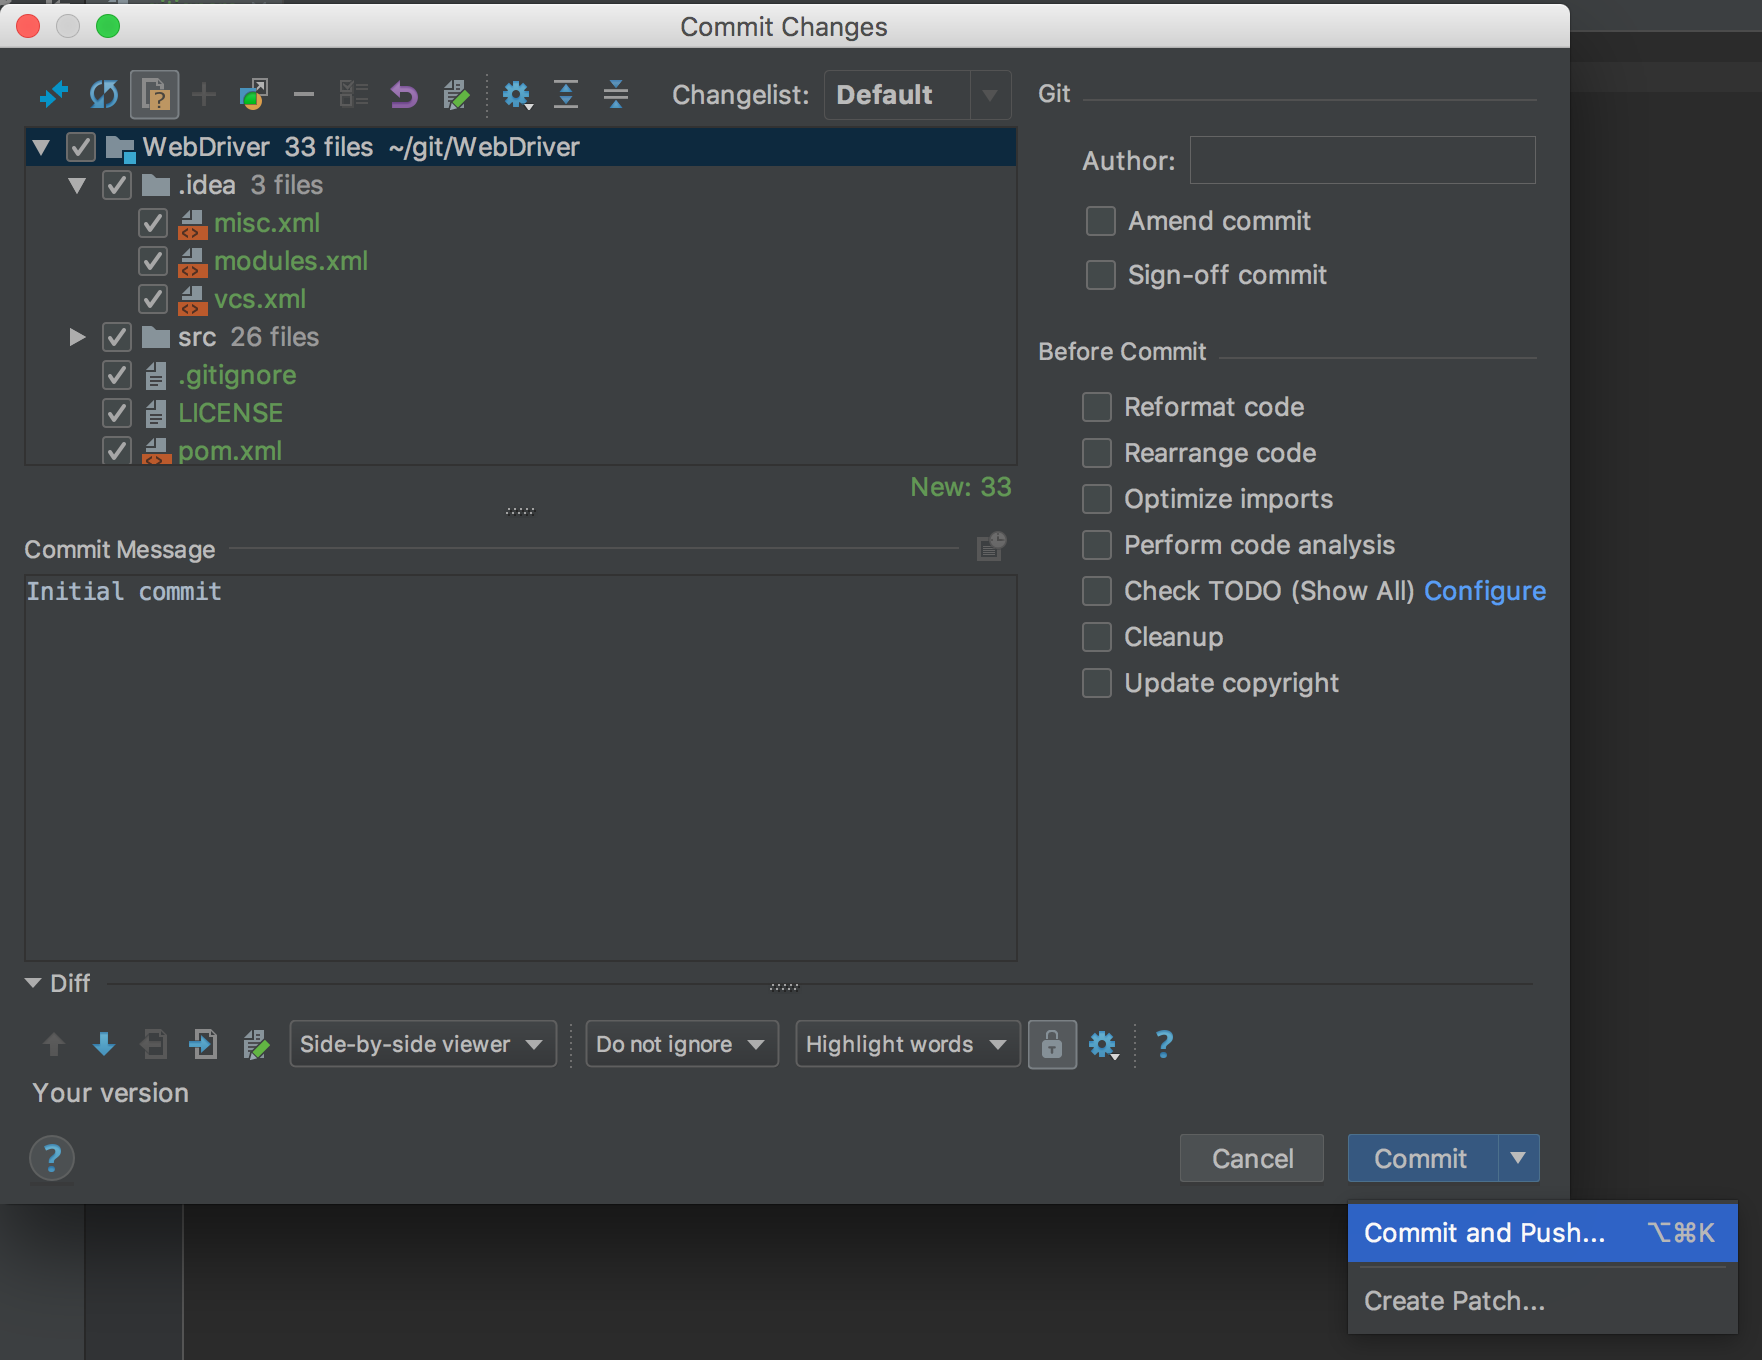 Commit Changes
Changelist: Default
WebDriver 33 files ~/git/WebDriver
.idea 3 files
misc.xml
modules.xml
vcs.xml
src 26 files
.gitignore
LICENSE
pom.xml
New: 33
Commit Message
Initial commit
Git
Author:
Amend commit
Sign-off commit
Before Commit
Reformat code
Rearrange code
Optimize imports
Perform code analysis
Check TODO (Show All) Configure
Cleanup
Update copyright
Diff
Side-by-side viewer Do not ignore Highlight words ?
Your version
? Cancel Commit
Commit and Push... ⌥⌘K
Create Patch...